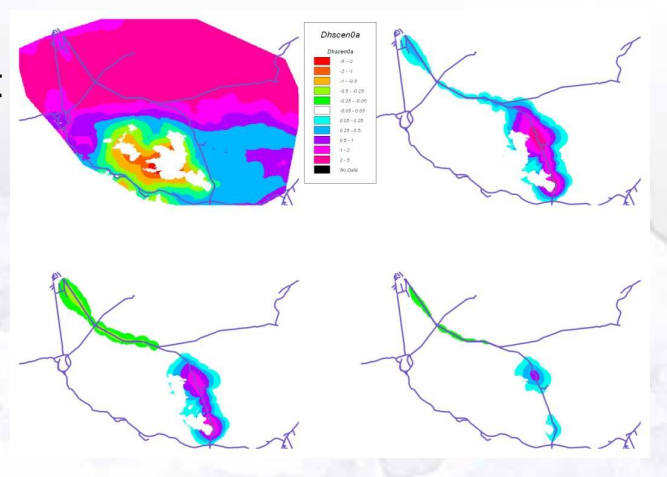 Dhscen0a
Dhscen0a
-4 - -2
-2 - -1
-1 - -0.5
-0.5 - -0.25
-0.25 - -0.05
-0.05 - 0.05
0.05 - 0.25
0.25 - 0.5
0.5 - 1
1 - 2
2 - 5
No Data